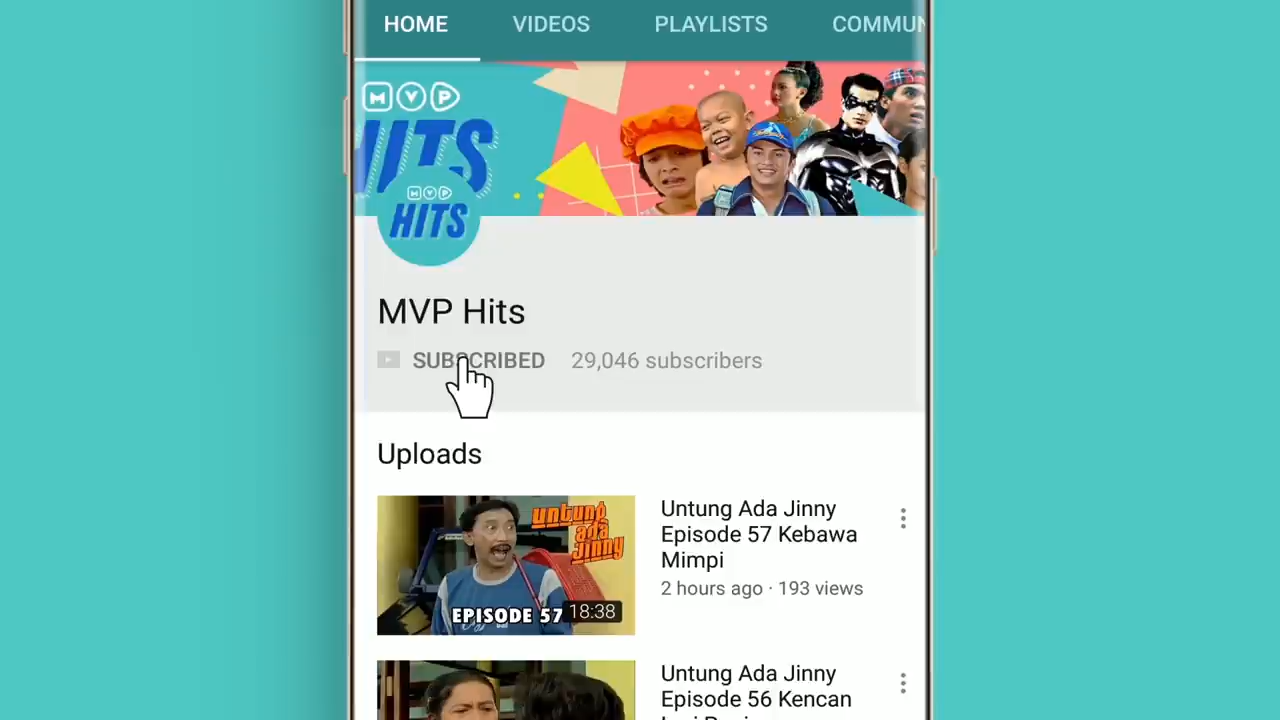 HOME VIDEOS PLAYLISTS COMMUN
MVP
HITS
MVP
HITS
MVP Hits
SUBSCRIBED 29,046 subscribers
Uploads
untung
ada
jinny
EPISODE 57
18:38
Untung Ada Jinny
Episode 57 Kebawa
Mimpi
2 hours ago · 193 views
Untung Ada Jinny
Episode 56 Kencan